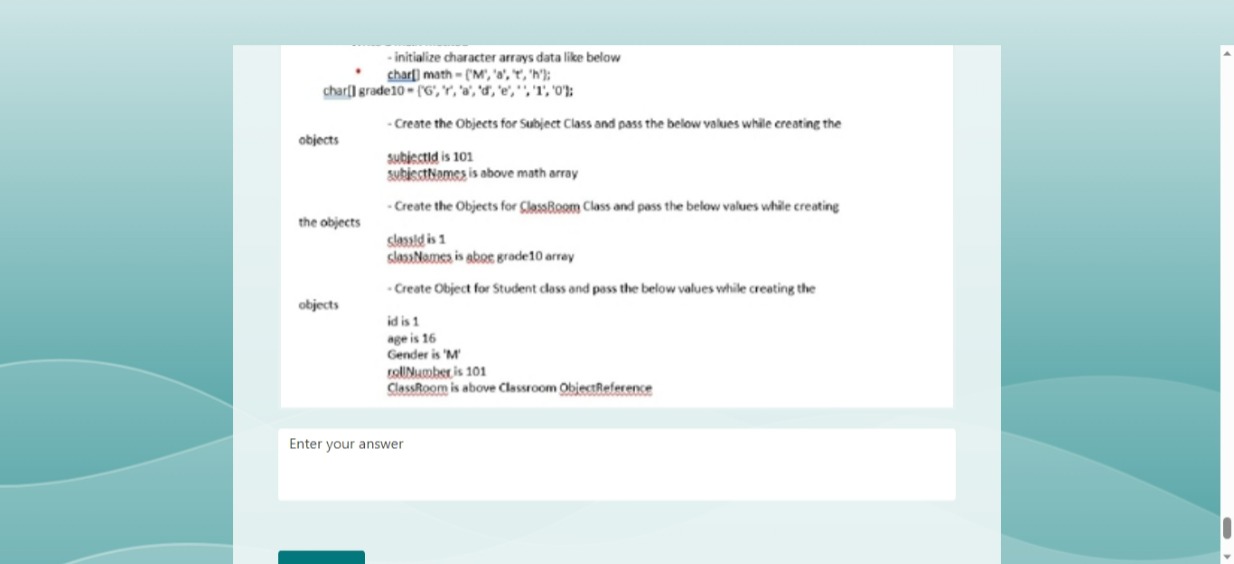 - initialize character arrays data like below
char[] math = {'M', 'a', 't', 'h'};
char[] grade10 = {'G', 'r', 'a', 'd', 'e', ' ', '1', '0'};
- Create the Objects for Subject Class and pass the below values while creating the
objects
subjectId is 101
subjectNames is above math array
- Create the Objects for ClassRoom Class and pass the below values while creating
the objects
classId is 1
classNames is aboe grade10 array
- Create Object for Student class and pass the below values while creating the
objects
id is 1
age is 16
Gender is 'M'
rollNumber is 101
ClassRoom is above Classroom ObjectReference
Enter your answer